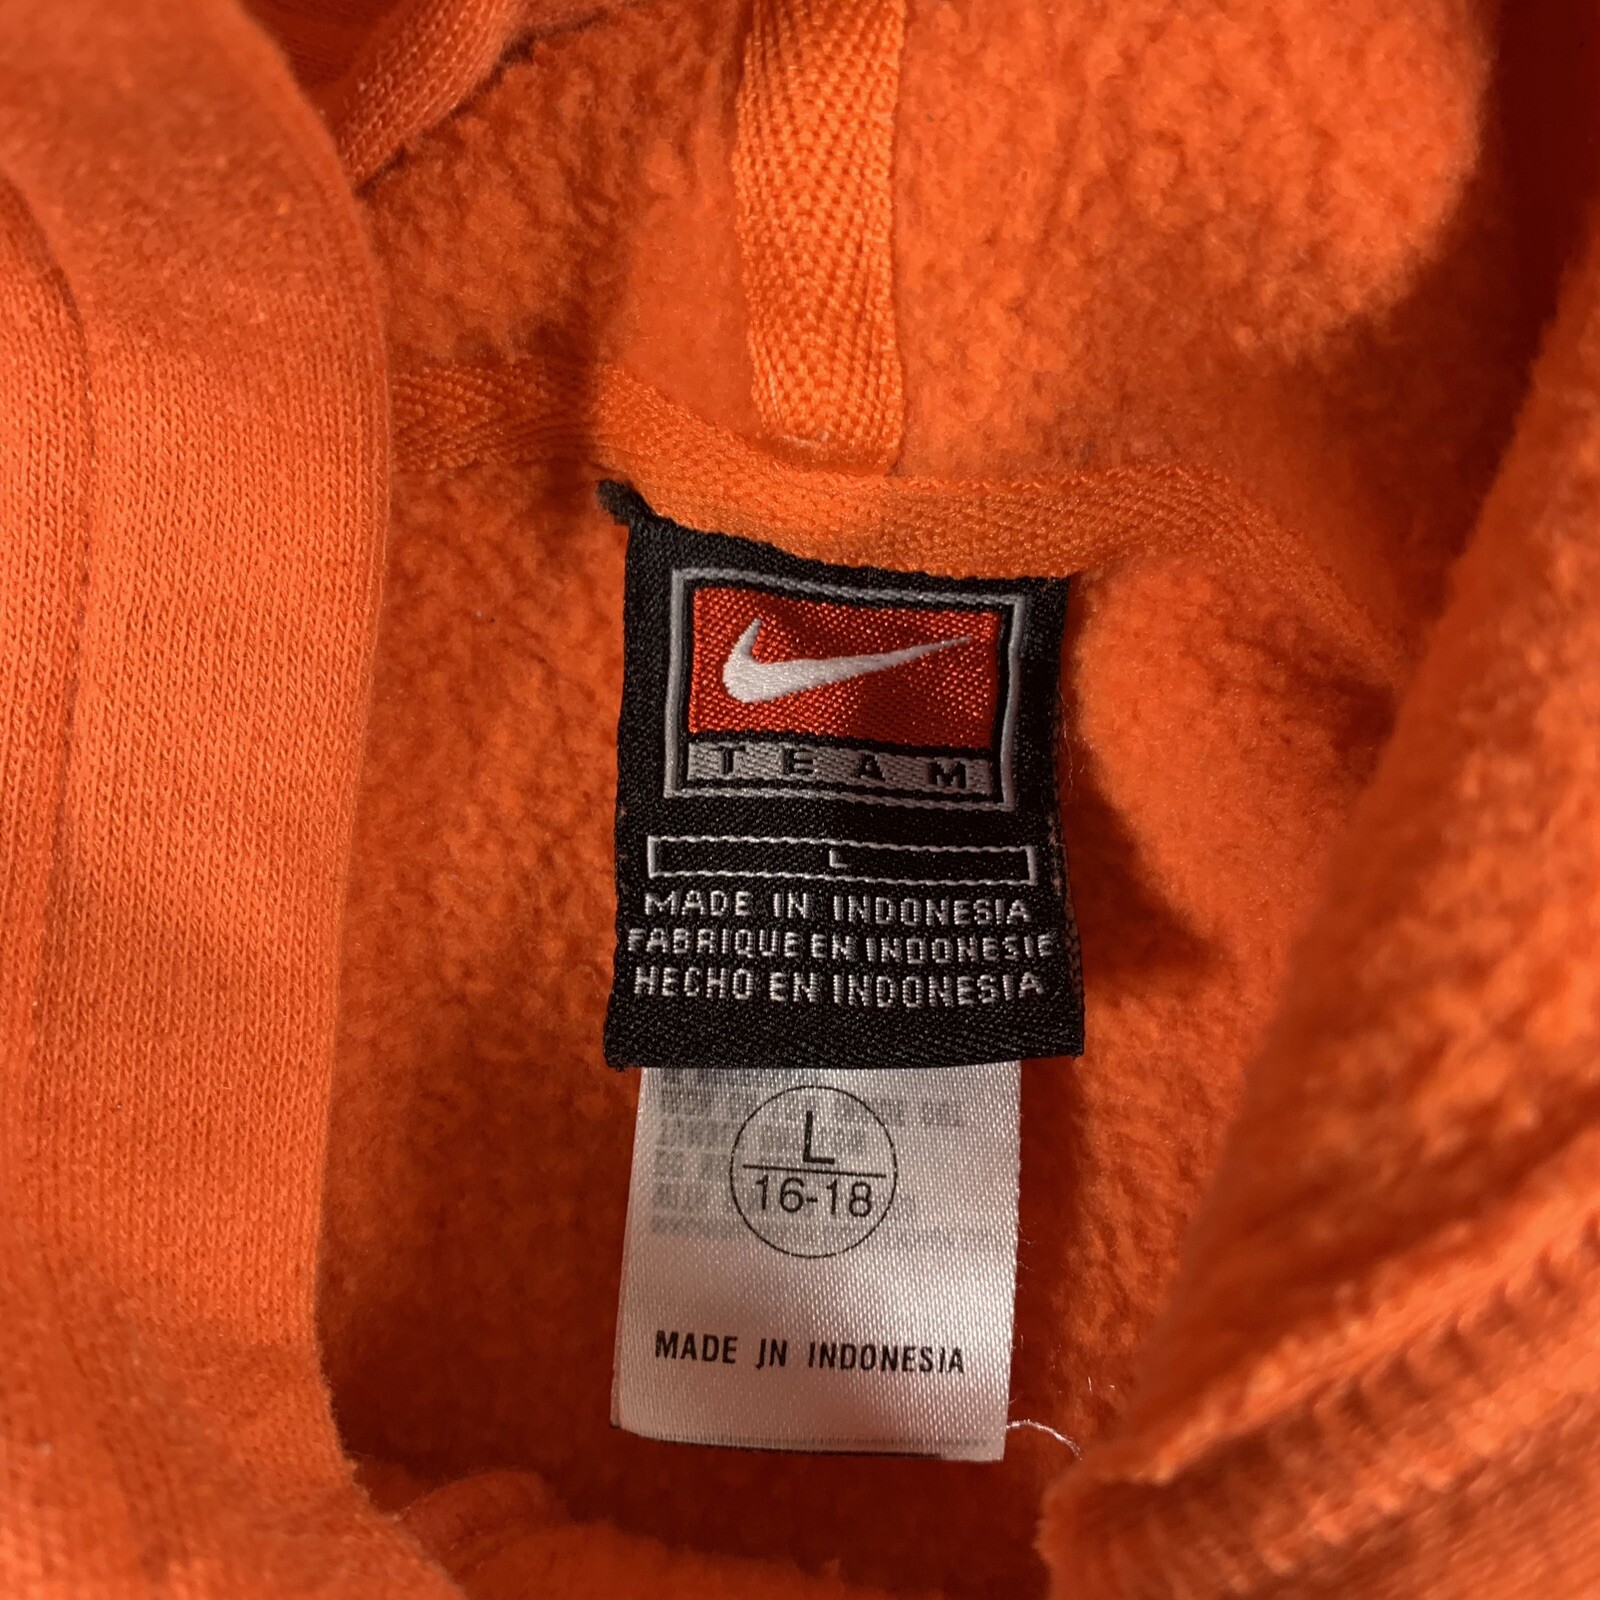 TEAM
L
MADE IN INDONESIA
FABRIQUE EN INDONESIE
HECHO EN INDONESIA
L
16-18
MADE IN INDONESIA